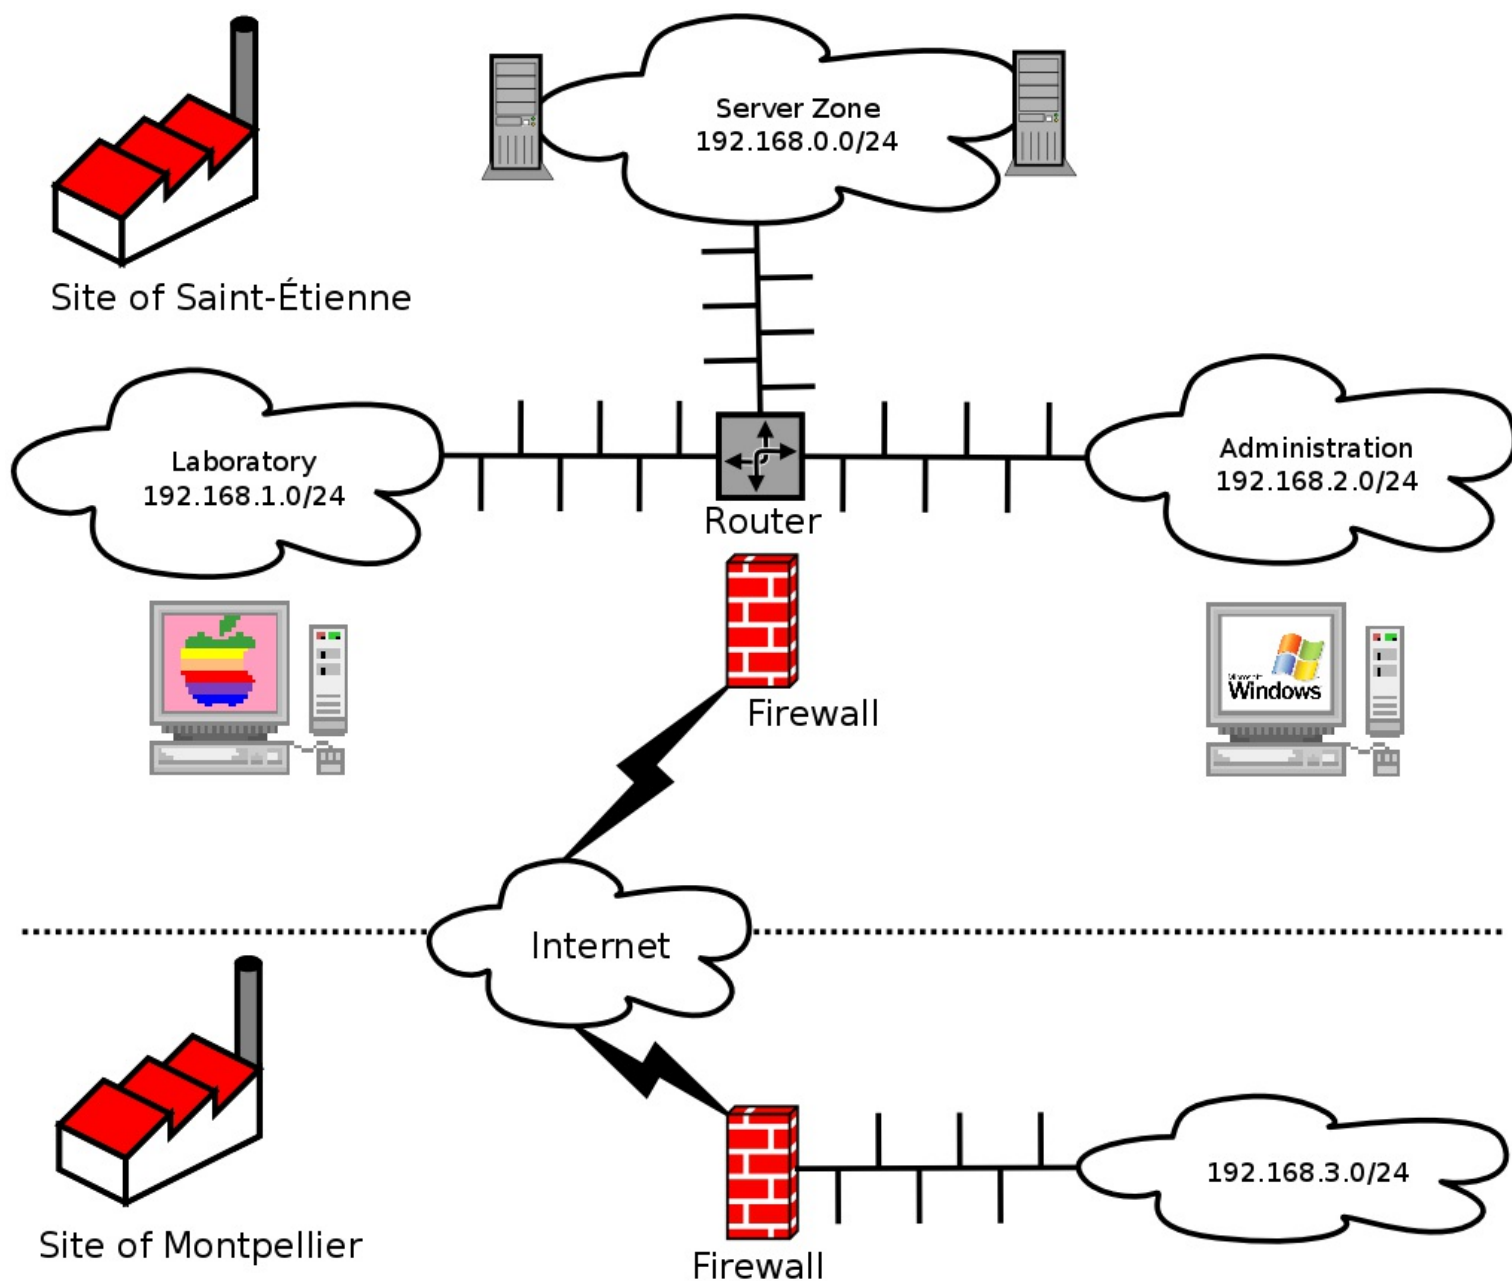 Server Zone
192.168.0.0/24
Site of Saint-Étienne
Laboratory
192.168.1.0/24
Administration
192.168.2.0/24
Router
Microsoft
Windows
Firewall
Internet
192.168.3.0/24
Site of Montpellier
Firewall